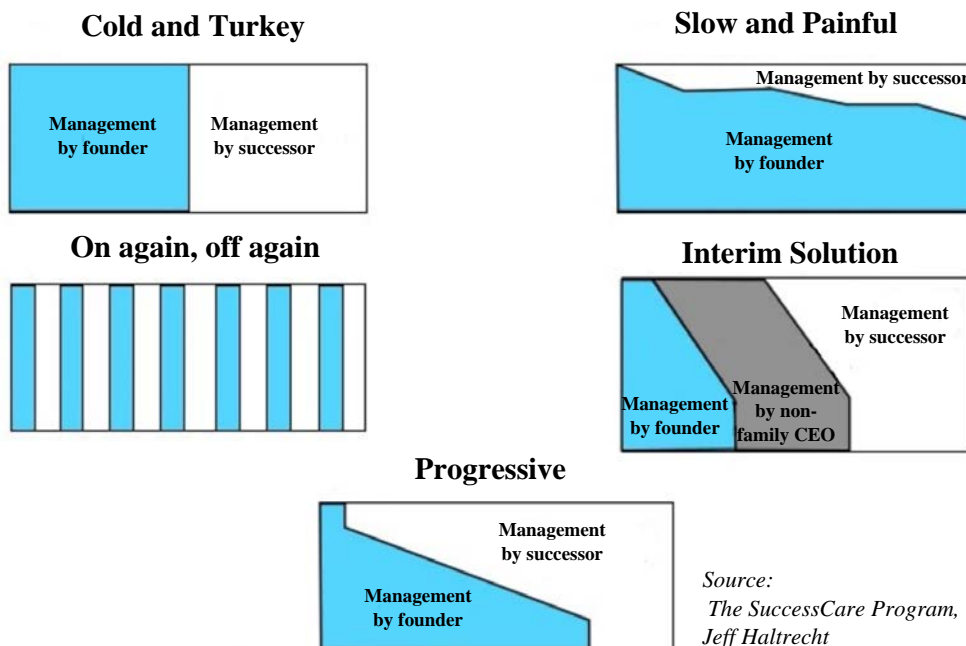 Cold and Turkey
Management
by founder
Management
by successor
Slow and Painful
Management by successor
Management
by founder
On again, off again
Interim Solution
Management
by founder
Management
by non-
family CEO
Management
by successor
Progressive
Management
by successor
Management
by founder
Source:
The SuccessCare Program,
Jeff Haltrecht